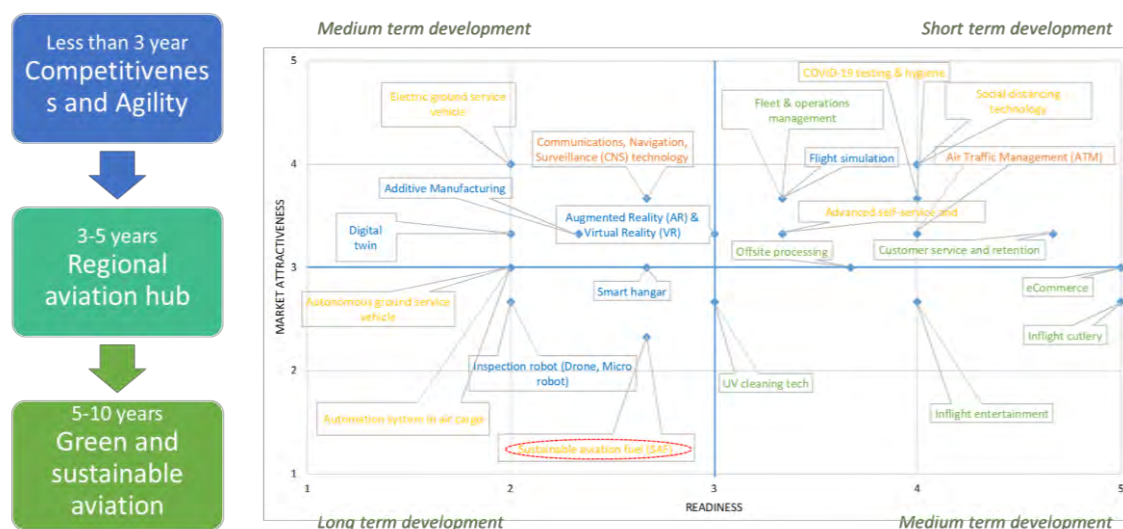 Less than 3 year
Competitivenes
s and Agility
3-5 years
Regional
aviation hub
5-10 years
Green and
sustainable
aviation
Medium term development
Short term development
5
4
3
2
1
MARKET ATTRACTIVENESS
Electric ground service
vehicle
Communications, Navigation,
Surveillance (CNS) technology
Additive Manufacturing
Digital
twin
Augmented Reality (AR) &
Virtual Reality (VR)
Autonomous ground service
vehicle
Smart hangar
Inspection robot (Drone, Micro
robot)
Automation system in air cargo
Sustainable aviation fuel (SAF)
COVID-19 testing & hygiene
Social distancing
technology
Fleet & operations
management
Flight simulation
Air Traffic Management (ATM)
Advanced self-service and
Offsite processing
Customer service and retention
eCommerce
Inflight cutlery
UV cleaning tech
Inflight entertainment
1
2
3
4
5
READINESS
Long term development
Medium term development